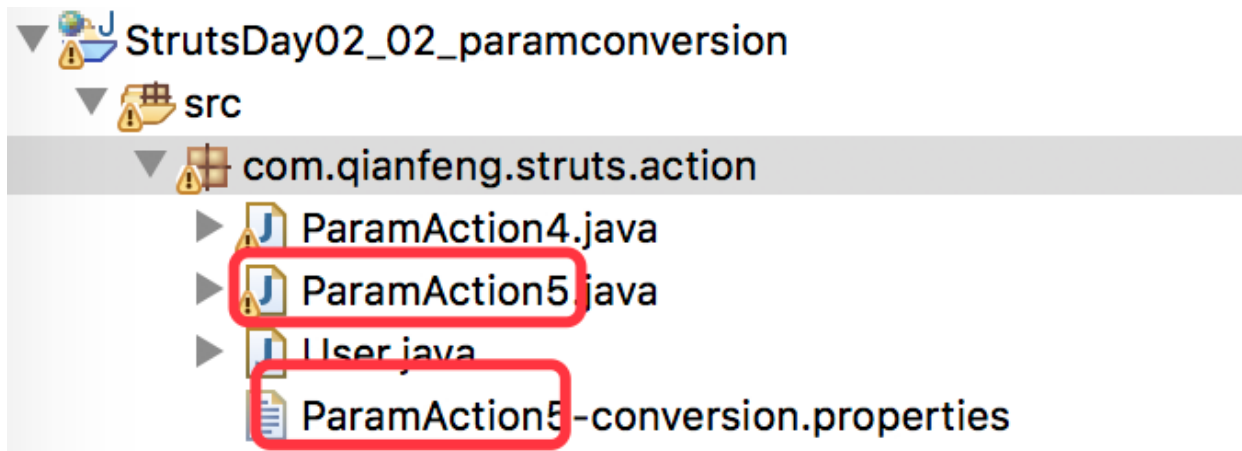 StrutsDay02_02_paramconversion
src
com.qianfeng.struts.action
ParamAction4.java
ParamAction5.java
User.java
ParamAction5-conversion.properties